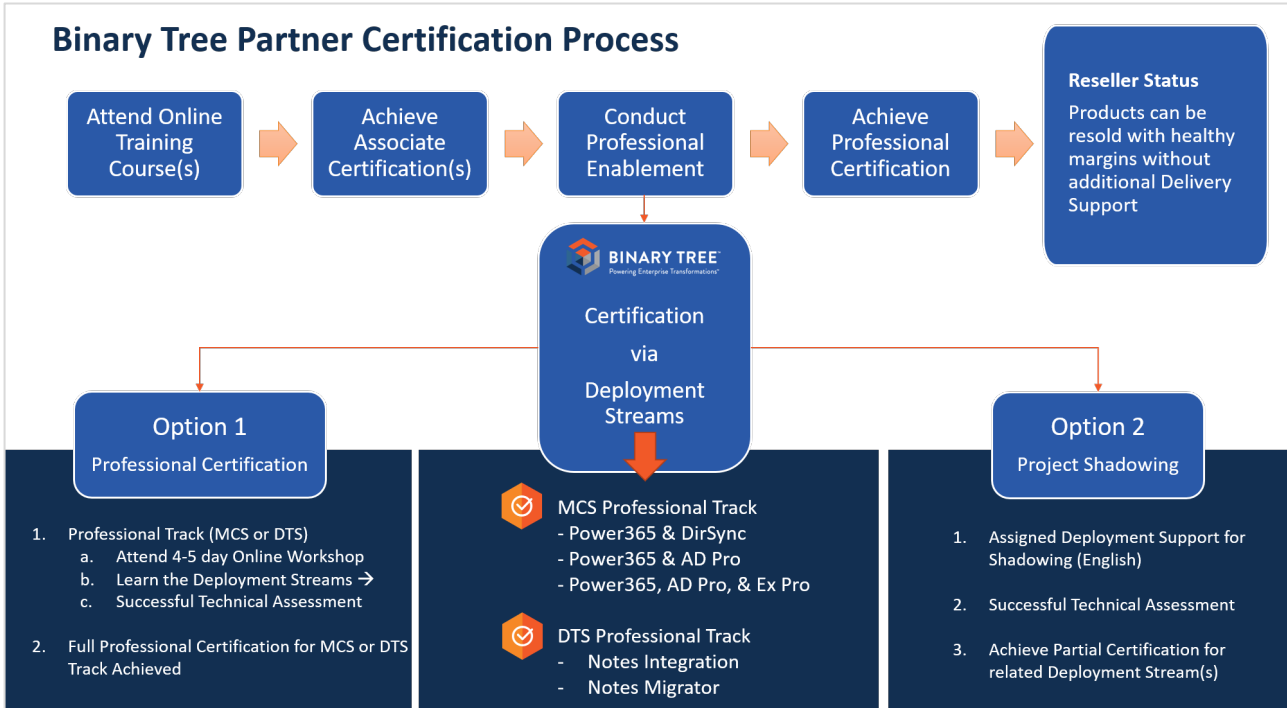 Binary Tree Partner Certification Process
Attend Online
Training
Course(s)
Achieve
Associate
Certification(s)
Conduct
Professional
Enablement
Achieve
Professional
Certification
Reseller Status
Products can be
resold with healthy
margins without
additional Delivery
Support
BINARY TREE™
Powering Enterprise Transformations®
Certification
via
Deployment
Streams
Option 1
Professional Certification
1. Professional Track (MCS or DTS)
a. Attend 4-5 day Online Workshop
b. Learn the Deployment Streams →
c. Successful Technical Assessment
2. Full Professional Certification for MCS or DTS
Track Achieved
MCS Professional Track
- Power365 & DirSync
- Power365 & AD Pro
- Power365, AD Pro, & Ex Pro
DTS Professional Track
- Notes Integration
- Notes Migrator
Option 2
Project Shadowing
1. Assigned Deployment Support for
Shadowing (English)
2. Successful Technical Assessment
3. Achieve Partial Certification for
related Deployment Stream(s)